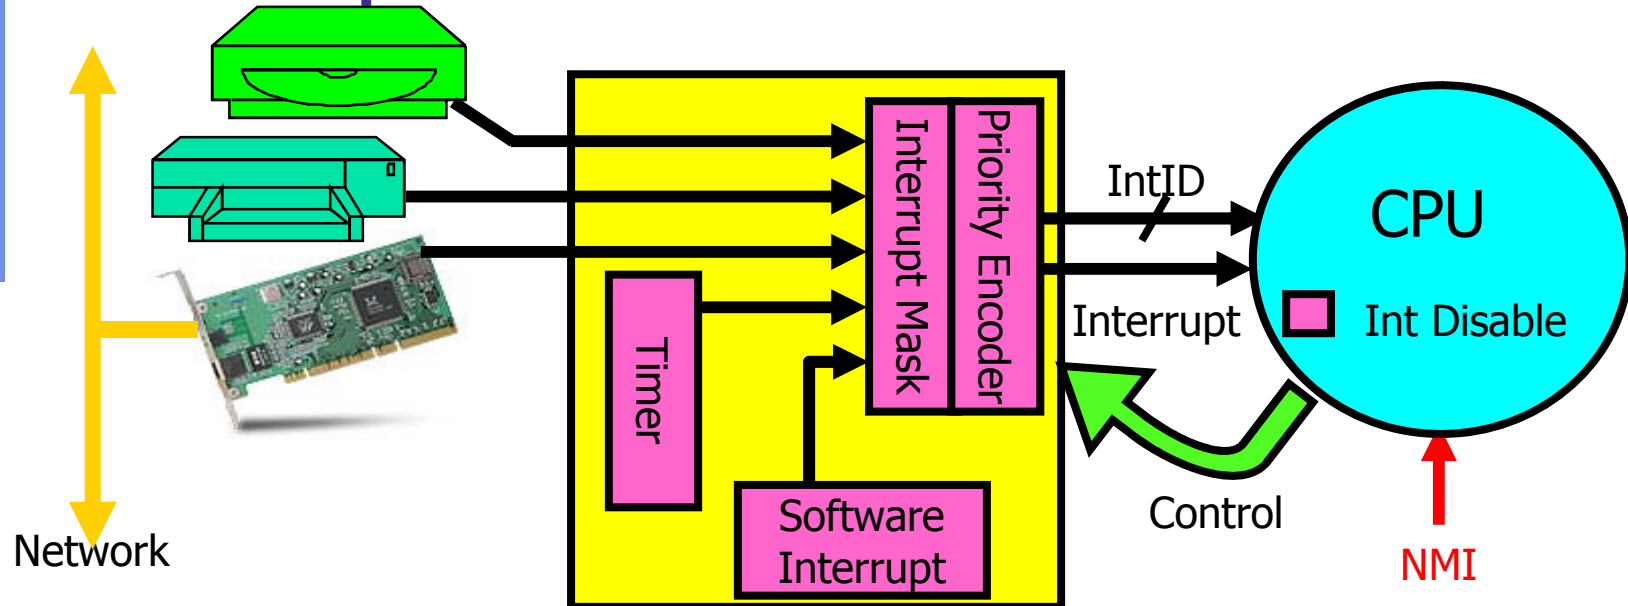 Network
Timer
Software
Interrupt
Interrupt Mask
Priority Encoder
IntID
Interrupt
CPU
Int Disable
Control
NMI